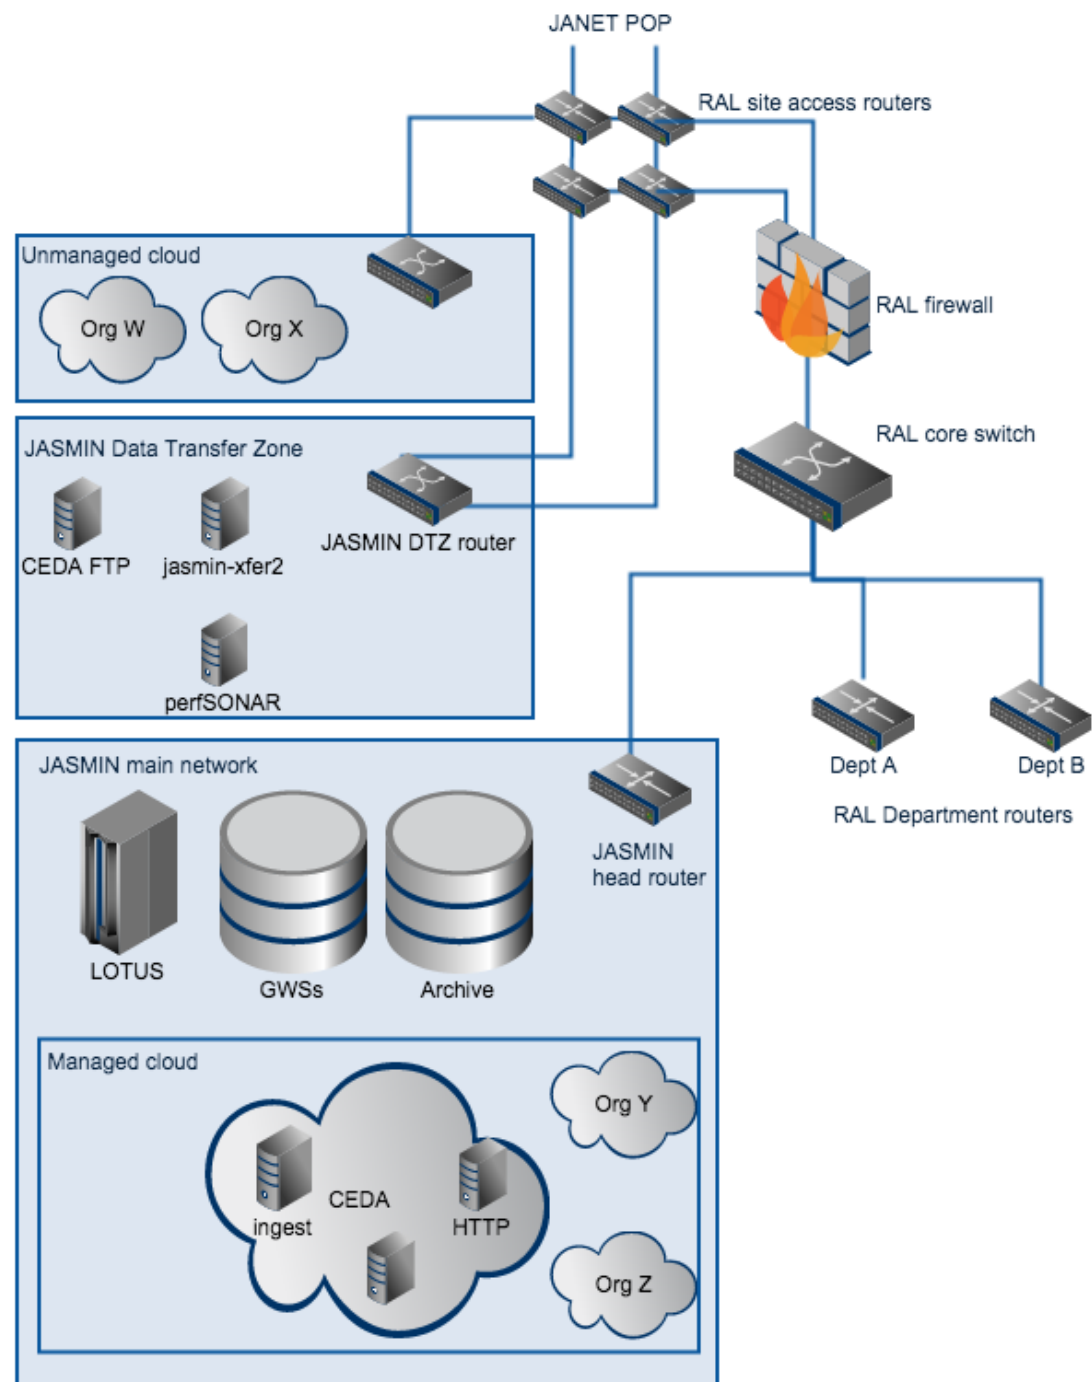 JANET POP
RAL site access routers
Unmanaged cloud
Org W
Org X
RAL firewall
RAL core switch
JASMIN Data Transfer Zone
CEDA FTP
jasmin-xfer2
JASMIN DTZ router
perfSONAR
Dept A
Dept B
RAL Department routers
JASMIN main network
JASMIN
head router
LOTUS
GWSs
Archive
Managed cloud
Org Y
CEDA
ingest
HTTP
Org Z